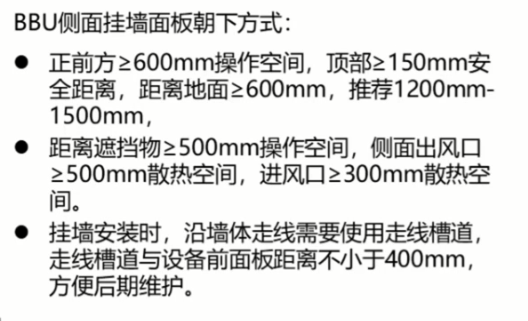 BBU侧面挂墙面板朝下方式：
● 正前方≥600mm操作空间，顶部≥150mm安
全距离，距离地面≥600mm，推荐1200mm-
1500mm，
● 距离遮挡物≥500mm操作空间，侧面出风口
≥500mm散热空间，进风口≥300mm散热空
间。
● 挂墙安装时，沿墙体走线需要使用走线槽道，
走线槽道与设备前面板距离不小于400mm，
方便后期维护。